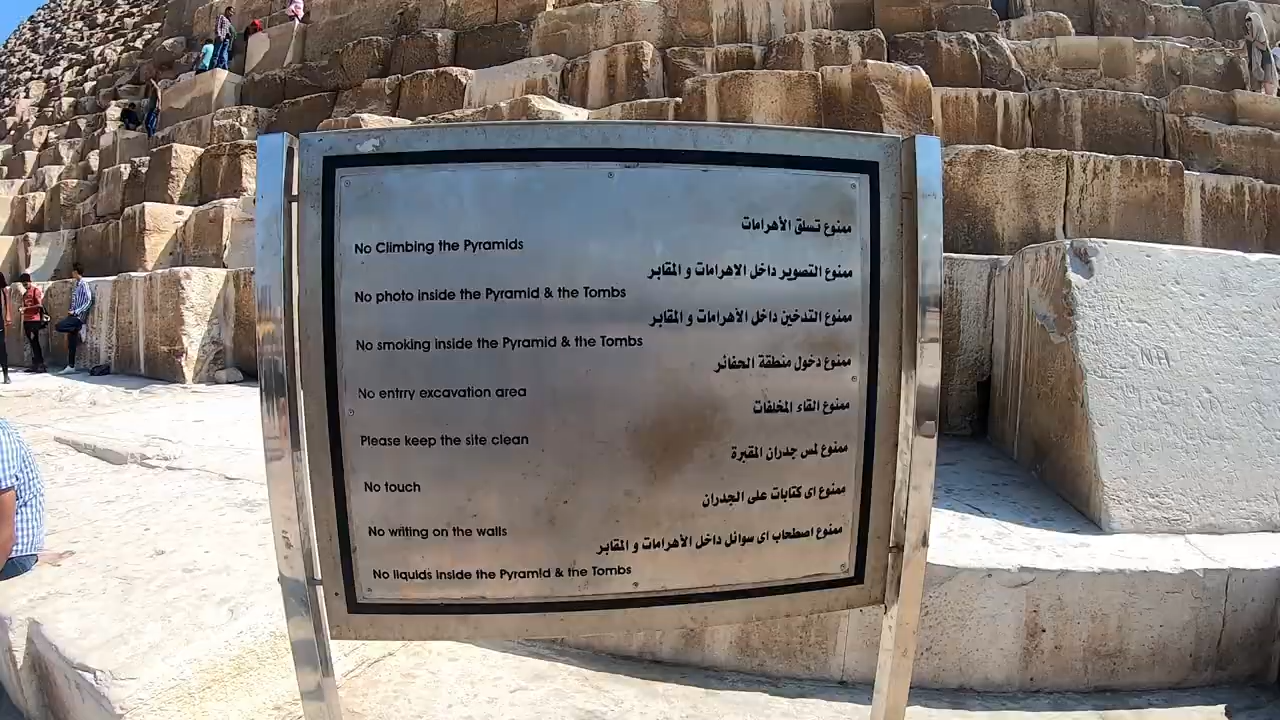 ممنوع تسلق الأهرامات
No Climbing the Pyramids
ممنوع التصوير داخل الاهرامات و المقابر
No photo inside the Pyramid & the Tombs
ممنوع التدخين داخل الأهرامات و المقابر
No smoking inside the Pyramid & the Tombs
ممنوع دخول منطقة الحفائر
No entrry excavation area
ممنوع القاء المخلفات
Please keep the site clean
ممنوع لمس جدران المقبرة
No touch
ممنوع اى كتابات على الجدران
No writing on the walls
ممنوع اصطحاب اى سوائل داخل الأهرامات و المقابر
No liquids inside the Pyramid & the Tombs